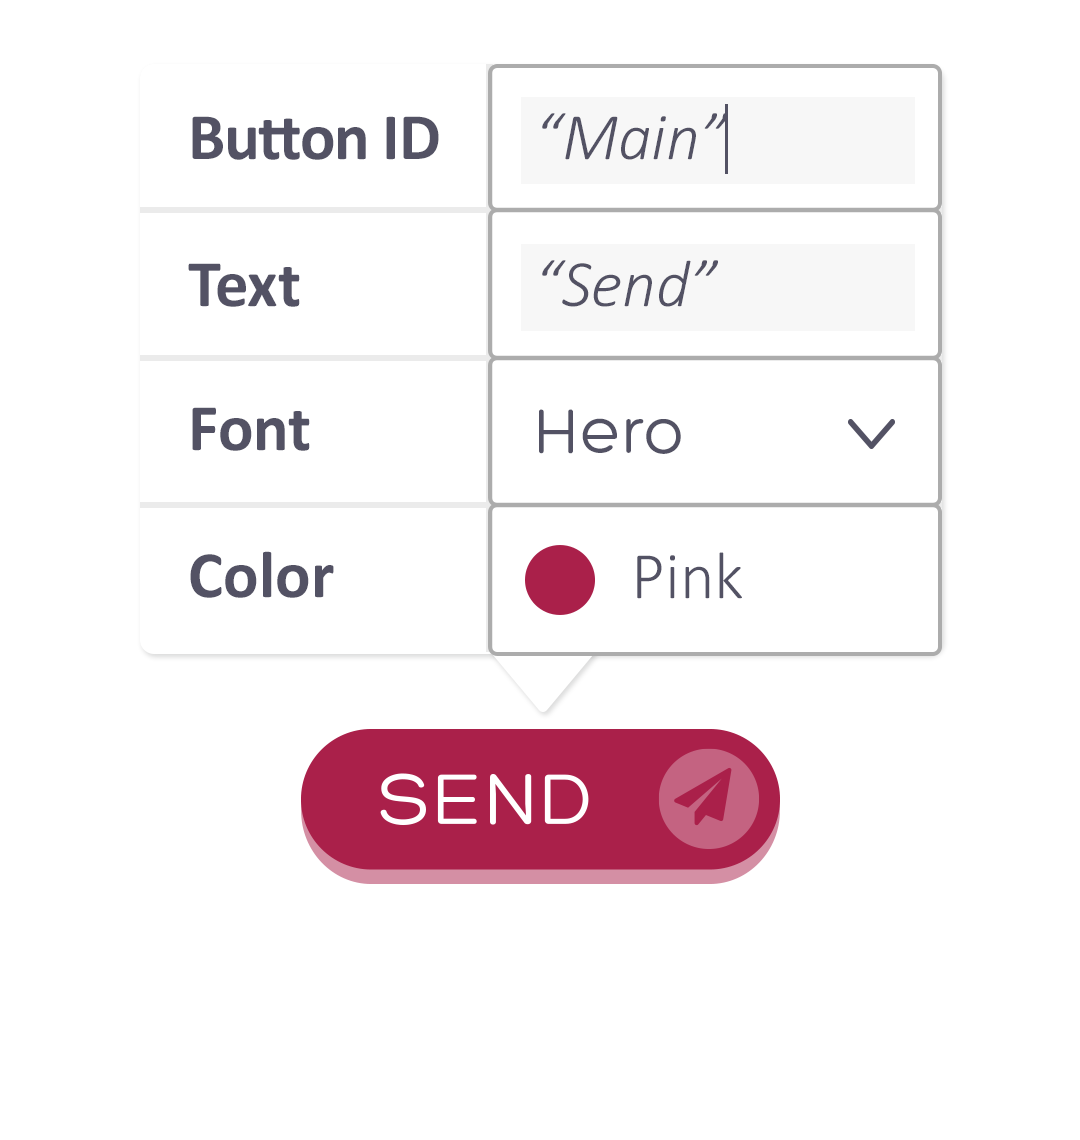 Button ID “Main”
Text “Send”
Font Hero
Color Pink
SEND